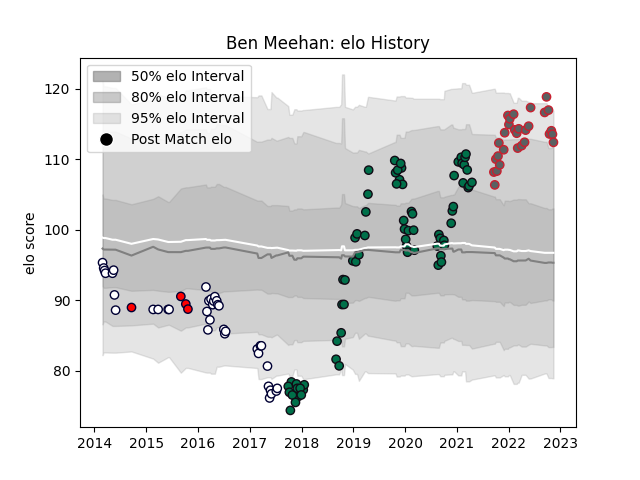 Ben Meehan: elo History
50% elo Interval
80% elo Interval
95% elo Interval
Post Match elo
elo score
120
110
100
90
80
2014 2015 2016 2017 2018 2019 2020 2021 2022 2023